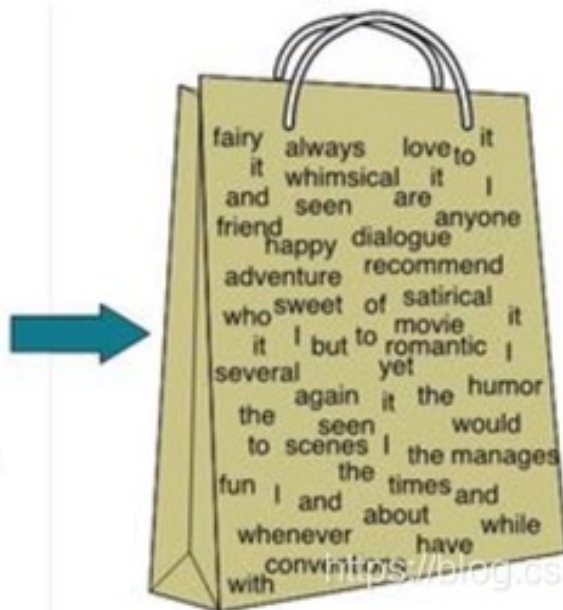 fairy always love to it
it whimsical it I
and seen are
friend anyone
happy dialogue
adventure recommend
who sweet of satirical
it I but to movie it
romantic I
several yet
again it the humor
the seen would
to scenes I the manages
fun I and the times and
whenever about while
have
conventions
with
https://blog.cs